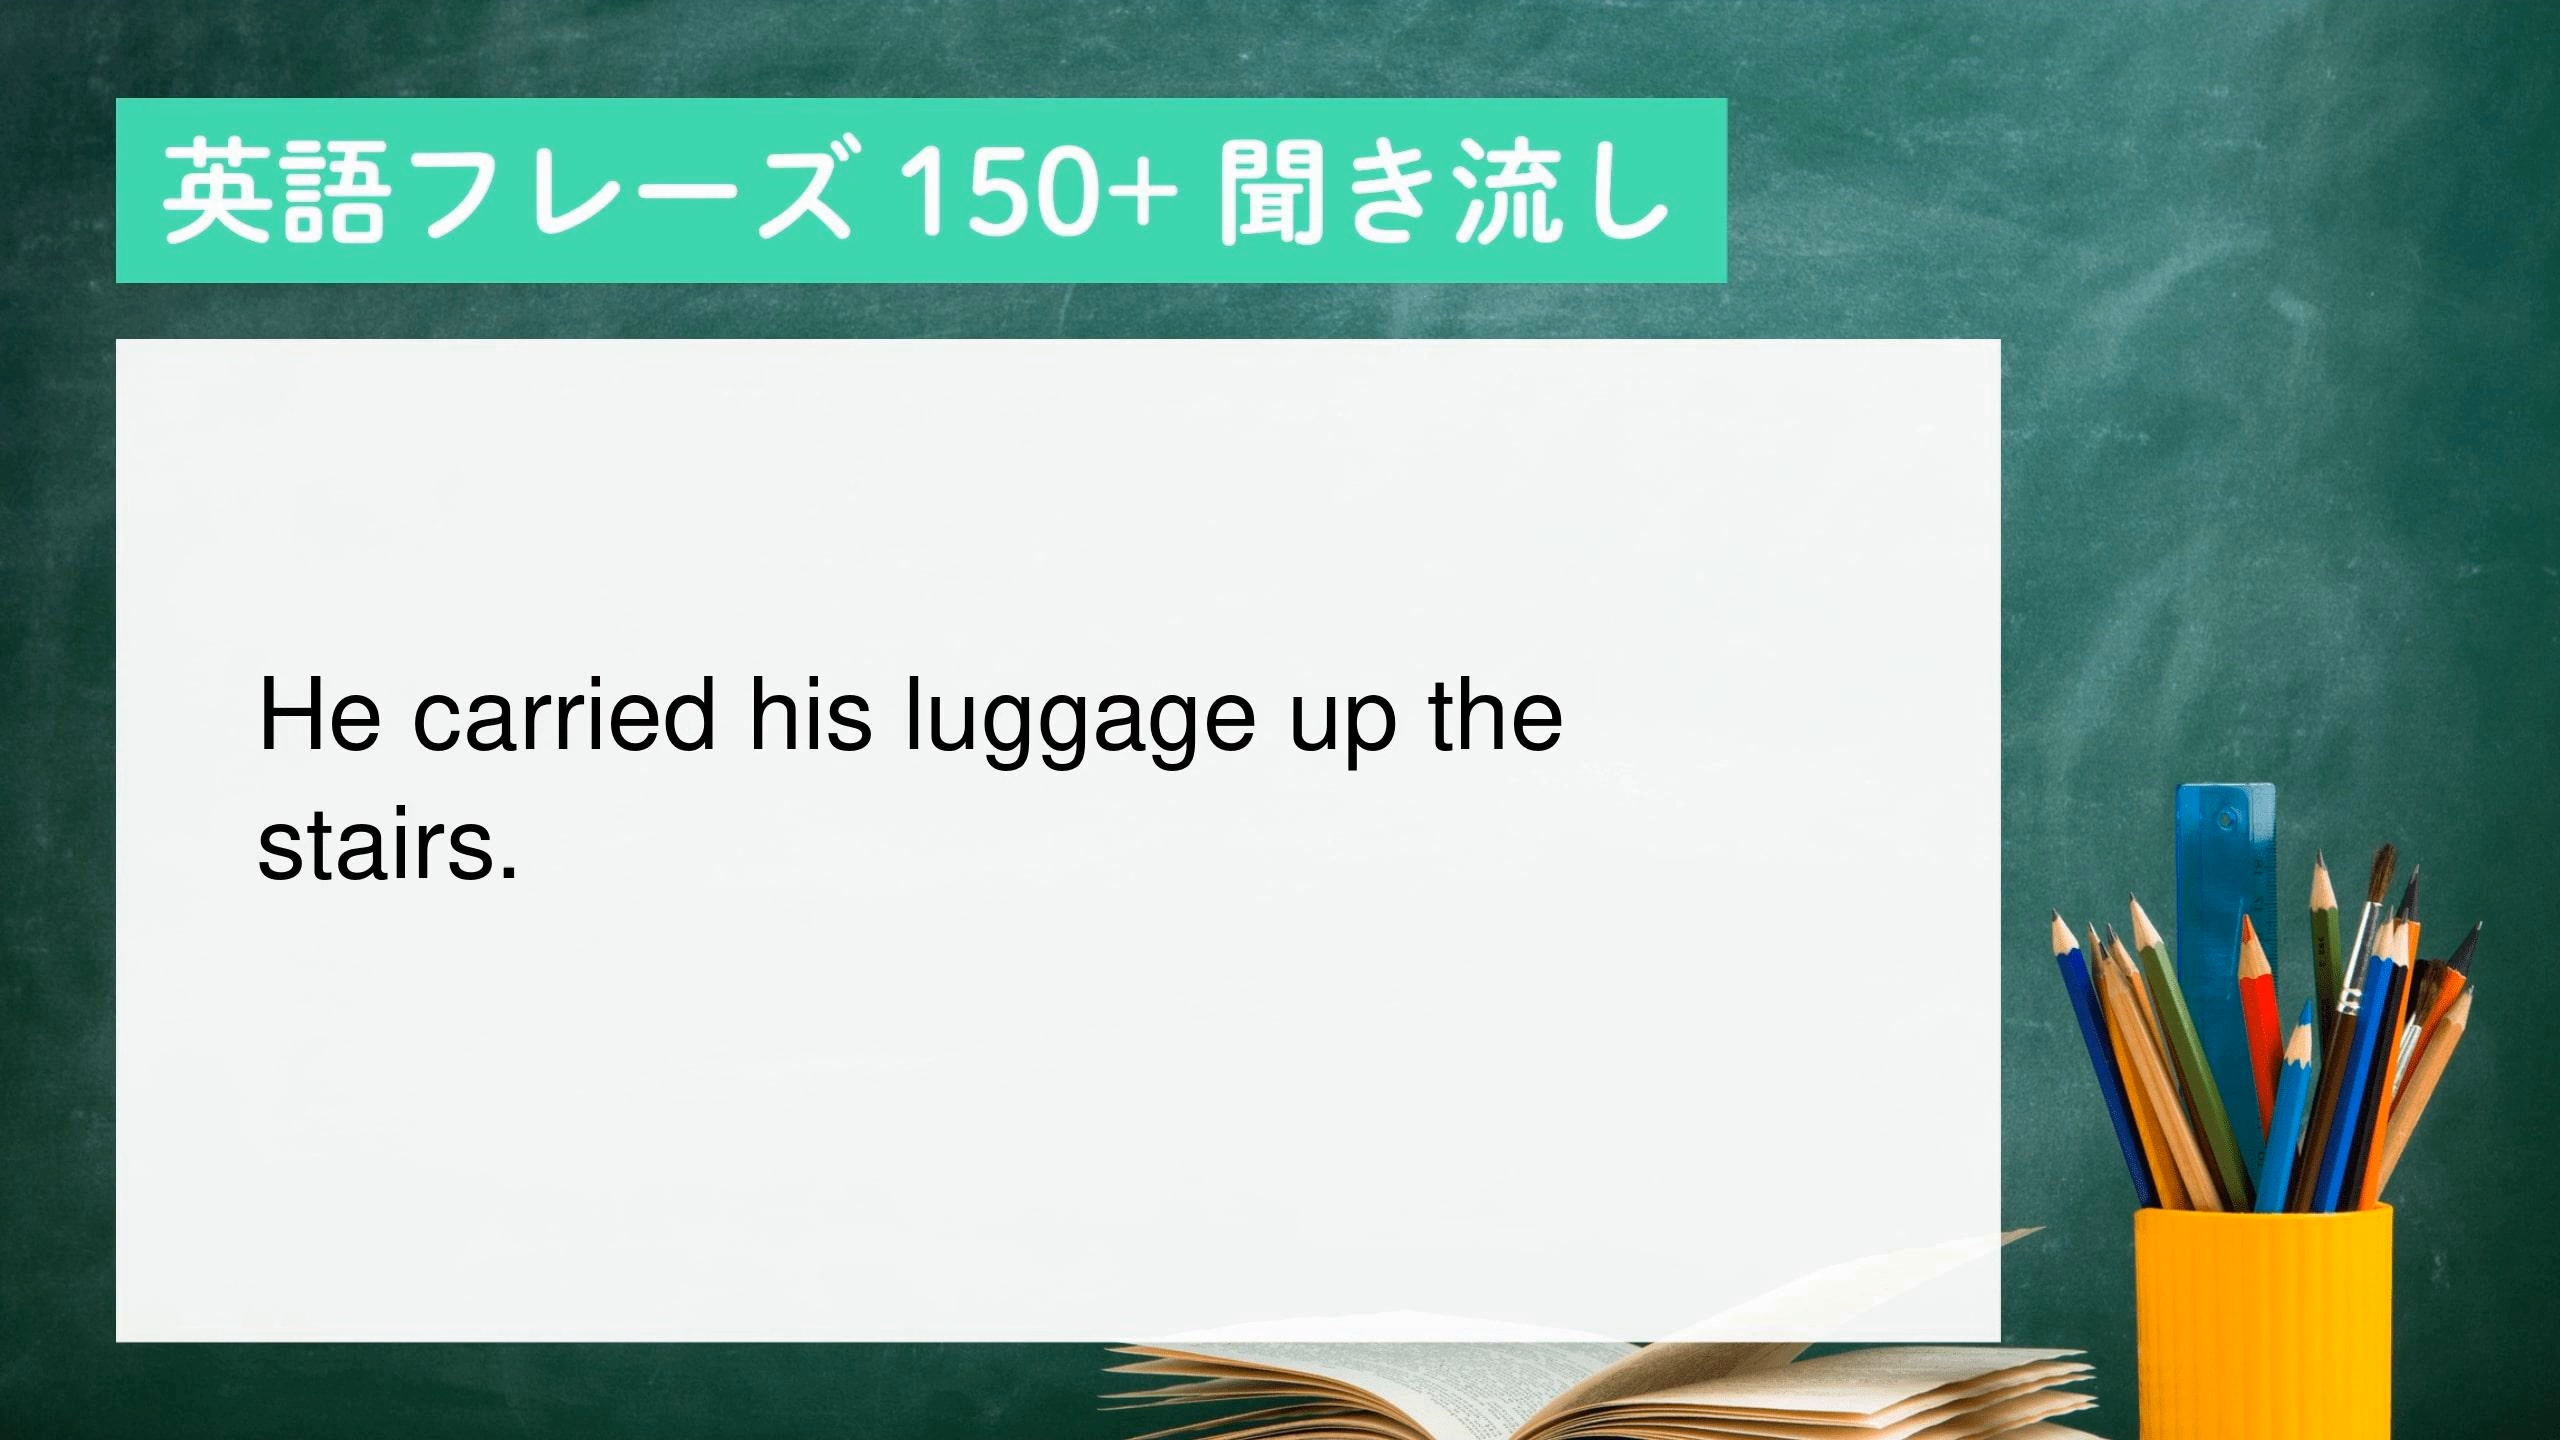 英語フレーズ 150+ 聞き流し
He carried his luggage up the
stairs.